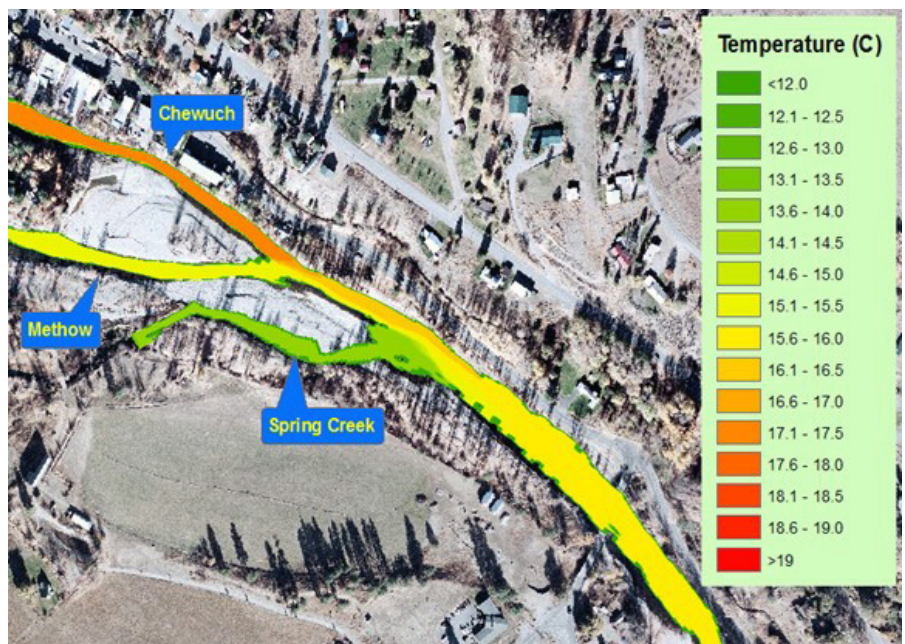 Chewuch
Methow
Spring Creek
Temperature (C)
<12.0
12.1 - 12.5
12.6 - 13.0
13.1 - 13.5
13.6 - 14.0
14.1 - 14.5
14.6 - 15.0
15.1 - 15.5
15.6 - 16.0
16.1 - 16.5
16.6 - 17.0
17.1 - 17.5
17.6 - 18.0
18.1 - 18.5
18.6 - 19.0
>19